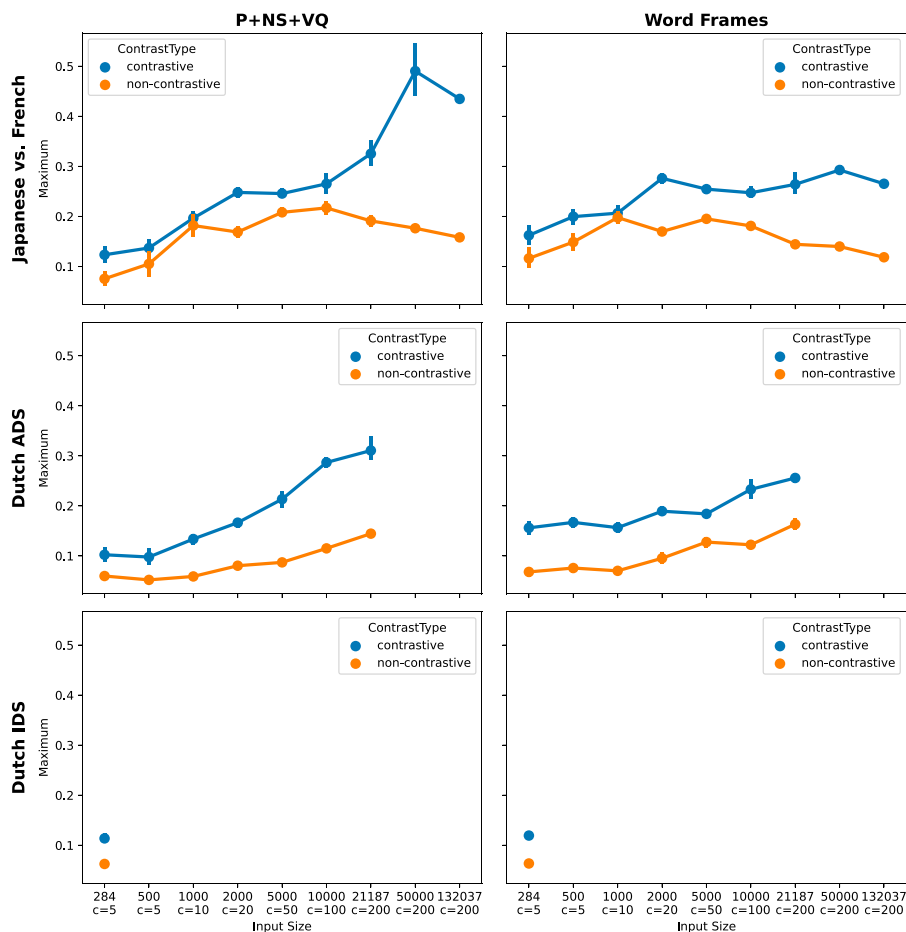 P+NS+VQ
Word Frames
Japanese vs. French
Maximum
0.5
0.4
0.3
0.2
0.1
ContrastType
contrastive
non-contrastive
ContrastType
contrastive
non-contrastive
Dutch ADS
Maximum
0.5
0.4
0.3
0.2
0.1
ContrastType
contrastive
non-contrastive
ContrastType
contrastive
non-contrastive
Dutch IDS
Maximum
0.5
0.4
0.3
0.2
0.1
ContrastType
contrastive
non-contrastive
ContrastType
contrastive
non-contrastive
284 500 1000 2000 5000 10000 21187 50000 132037
c=5 c=5 c=10 c=20 c=50 c=100 c=200 c=200 c=200
Input Size
284 500 1000 2000 5000 10000 21187 50000 132037
c=5 c=5 c=10 c=20 c=50 c=100 c=200 c=200 c=200
Input Size